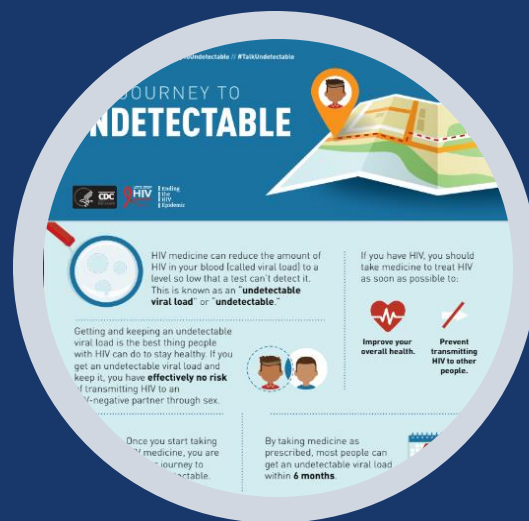 #TalkUndetectable
JOURNEY TO
UNDETECTABLE
CDC
HIV
Ending
the
HIV
Epidemic
HIV medicine can reduce the amount of
HIV in your blood (called viral load) to a
level so low that a test can't detect it.
This is known as an "undetectable
viral load" or "undetectable."
If you have HIV, you should
take medicine to treat HIV
as soon as possible to:
Improve your
overall health.
Prevent
transmitting
HIV to other
people.
Getting and keeping an undetectable
viral load is the best thing people
with HIV can do to stay healthy. If you
get an undetectable viral load and
keep it, you have effectively no risk
of transmitting HIV to an
HIV-negative partner through sex.
Once you start taking
medicine, you are
journey to
By taking medicine as
prescribed, most people can
get an undetectable viral load
within 6 months.